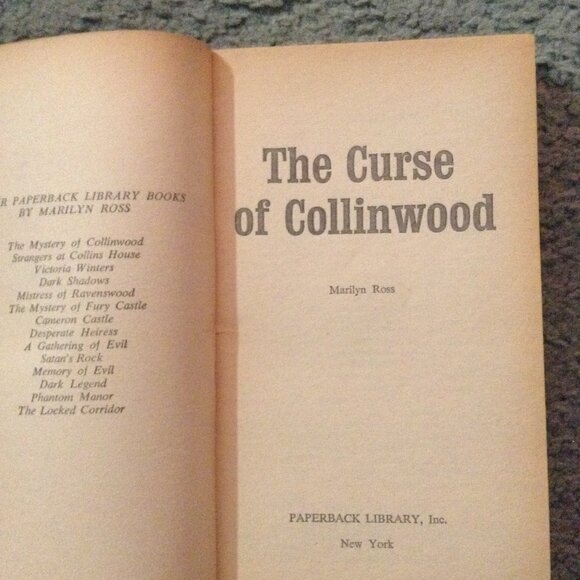 R PAPERBACK LIBRARY BOOKS
BY MARILYN ROSS
The Mystery of Collinwood
Strangers at Collins House
Victoria Winters
Dark Shadows
Mistress of Ravenswood
The Mystery of Fury Castle
Cameron Castle
Desperate Heiress
A Gathering of Evil
Satan's Rock
Memory of Evil
Dark Legend
Phantom Manor
The Locked Corridor
The Curse
of Collinwood
Marilyn Ross
PAPERBACK LIBRARY, Inc.
New York